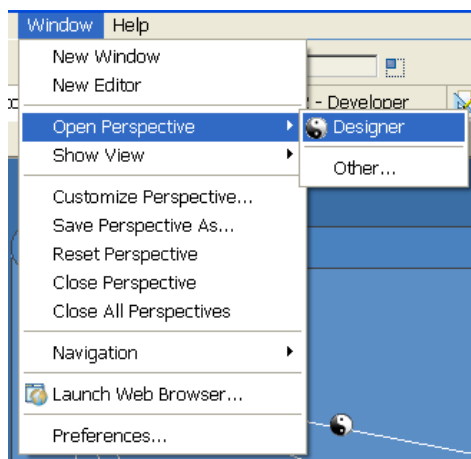 Window Help
New Window
New Editor
- Developer
Open Perspective
Designer
Show View
Other...
Customize Perspective...
Save Perspective As...
Reset Perspective
Close Perspective
Close All Perspectives
Navigation
Launch Web Browser...
Preferences...